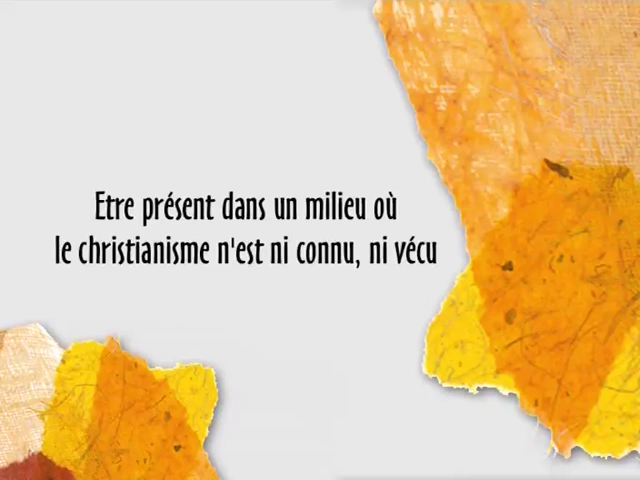 Etre présent dans un milieu où
le christianisme n'est ni connu, ni vécu